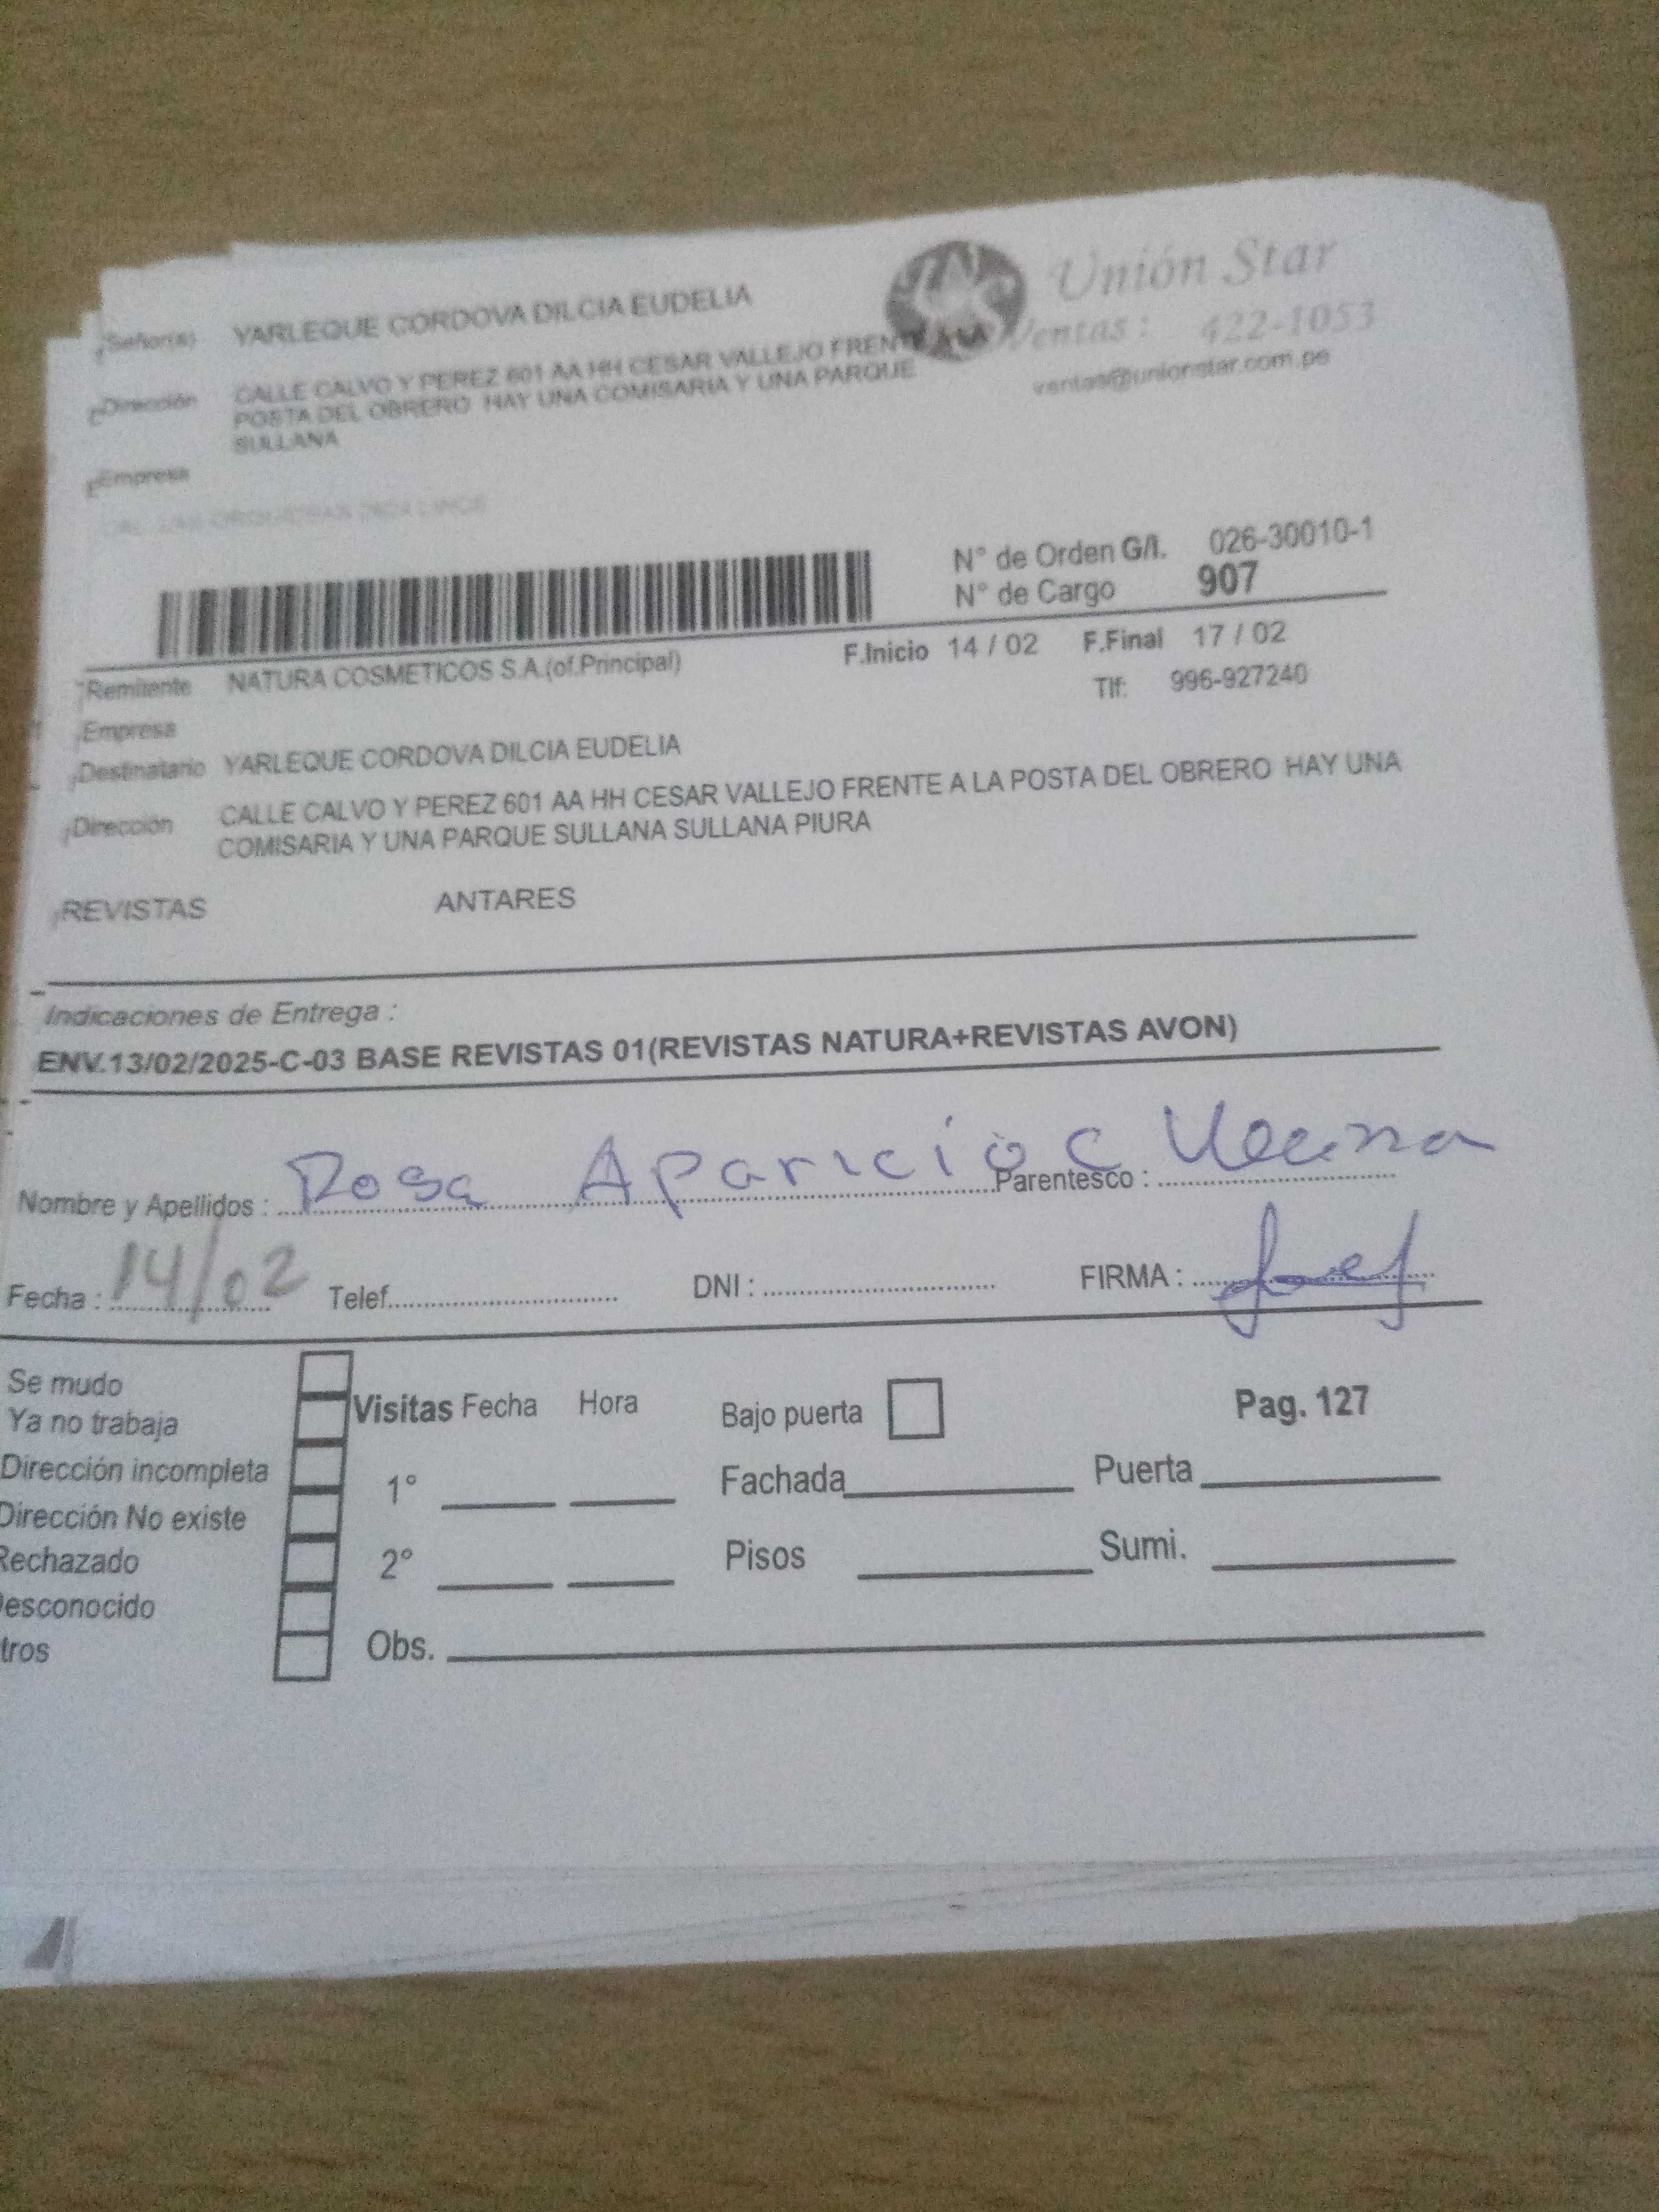 Unión Star
Señor(s) YARLEQUE CORDOVA DILCIA EUDELIA
Ventas : 422-1053
ventas@unionstar.com.pe
Dirección CALLE CALVO Y PEREZ 601 AA HH CESAR VALLEJO FRENTE A LA
POSTA DEL OBRERO HAY UNA COMISARIA Y UNA PARQUE
SULLANA
Empresa
N° de Orden G/I. 026-30010-1
N° de Cargo 907
F.Inicio 14 / 02 F.Final 17 / 02
Remitente NATURA COSMETICOS S.A.(of.Principal)
Tlf: 996-927240
Empresa
Destinatario YARLEQUE CORDOVA DILCIA EUDELIA
Dirección CALLE CALVO Y PEREZ 601 AA HH CESAR VALLEJO FRENTE A LA POSTA DEL OBRERO HAY UNA
COMISARIA Y UNA PARQUE SULLANA SULLANA PIURA
REVISTAS ANTARES
Indicaciones de Entrega :
ENV.13/02/2025-C-03 BASE REVISTAS 01(REVISTAS NATURA+REVISTAS AVON)
Nombre y Apellidos : Rosa Aparicio C Parentesco : Vecina
Fecha : 14/02 Telef. DNI : FIRMA :
Se mudo
Ya no trabaja
Dirección incompleta
Dirección No existe
Rechazado
esconocido
tros
Visitas Fecha Hora
1°
2°
Obs.
Bajo puerta Pag. 127
Fachada Puerta
Pisos Sumi.